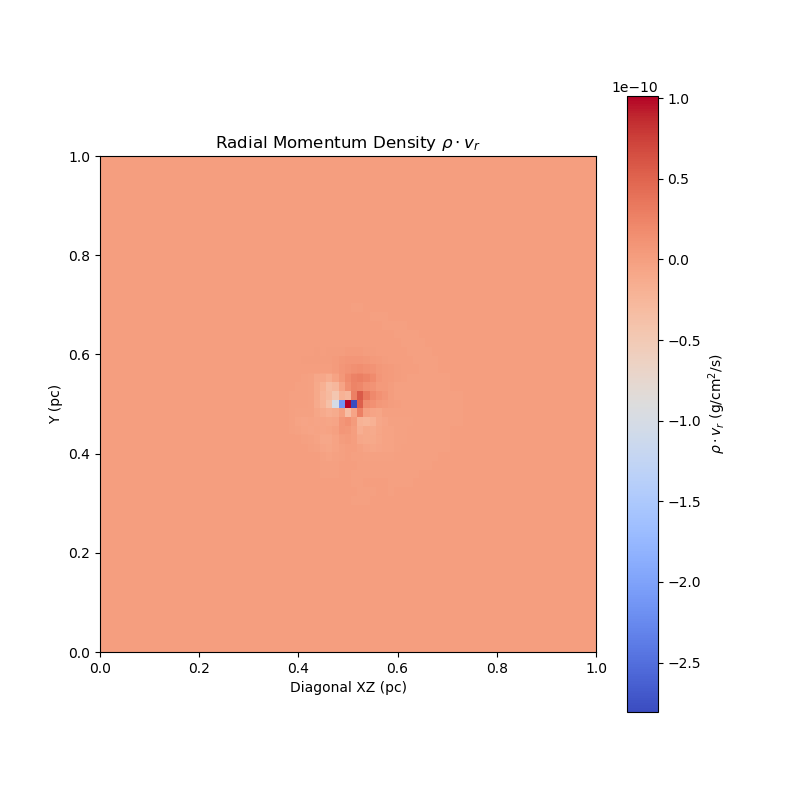 1e−10
Radial Momentum Density ρ · v_r
1.0
0.8
0.6
0.4
0.2
0.0
Y (pc)
0.0 0.2 0.4 0.6 0.8 1.0
Diagonal XZ (pc)
1.0
0.5
0.0
−0.5
−1.0
−1.5
−2.0
−2.5
ρ · v_r (g/cm²/s)